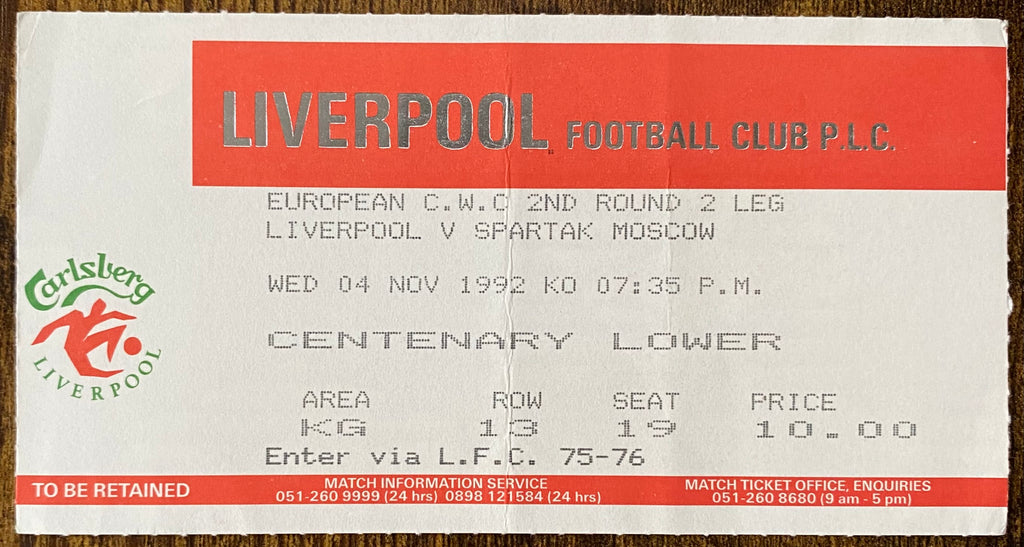 LIVERPOOL FOOTBALL CLUB P.L.C.
EUROPEAN C.W.C 2ND ROUND 2 LEG
LIVERPOOL V SPARTAK MOSCOW
WED 04 NOV 1992 KO 07:35 P.M.
Carlsberg
LIVERPOOL
CENTENARY LOWER
AREA ROW SEAT PRICE
KG 13 19 10.00
Enter via L.F.C. 75-76
TO BE RETAINED
MATCH INFORMATION SERVICE
051-260 9999 (24 hrs) 0898 121584 (24 hrs)
MATCH TICKET OFFICE, ENQUIRIES
051-260 8680 (9 am - 5 pm)